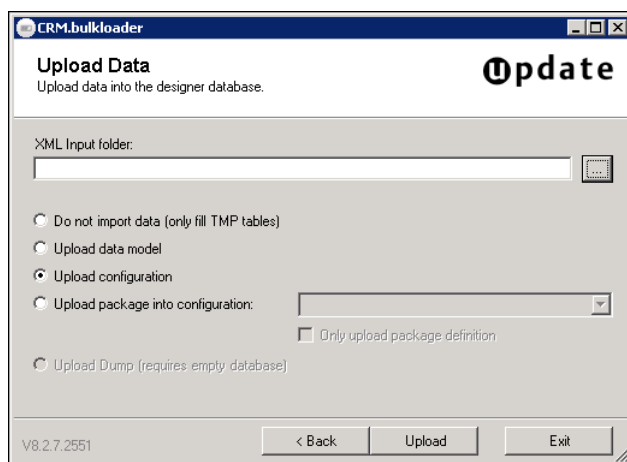 CRM.bulkloader
Upload Data
Upload data into the designer database.
update
XML Input folder:
...
Do not import data (only fill TMP tables)
Upload data model
Upload configuration
Upload package into configuration:
Only upload package definition
Upload Dump (requires empty database)
V8.2.7.2551
< Back
Upload
Exit